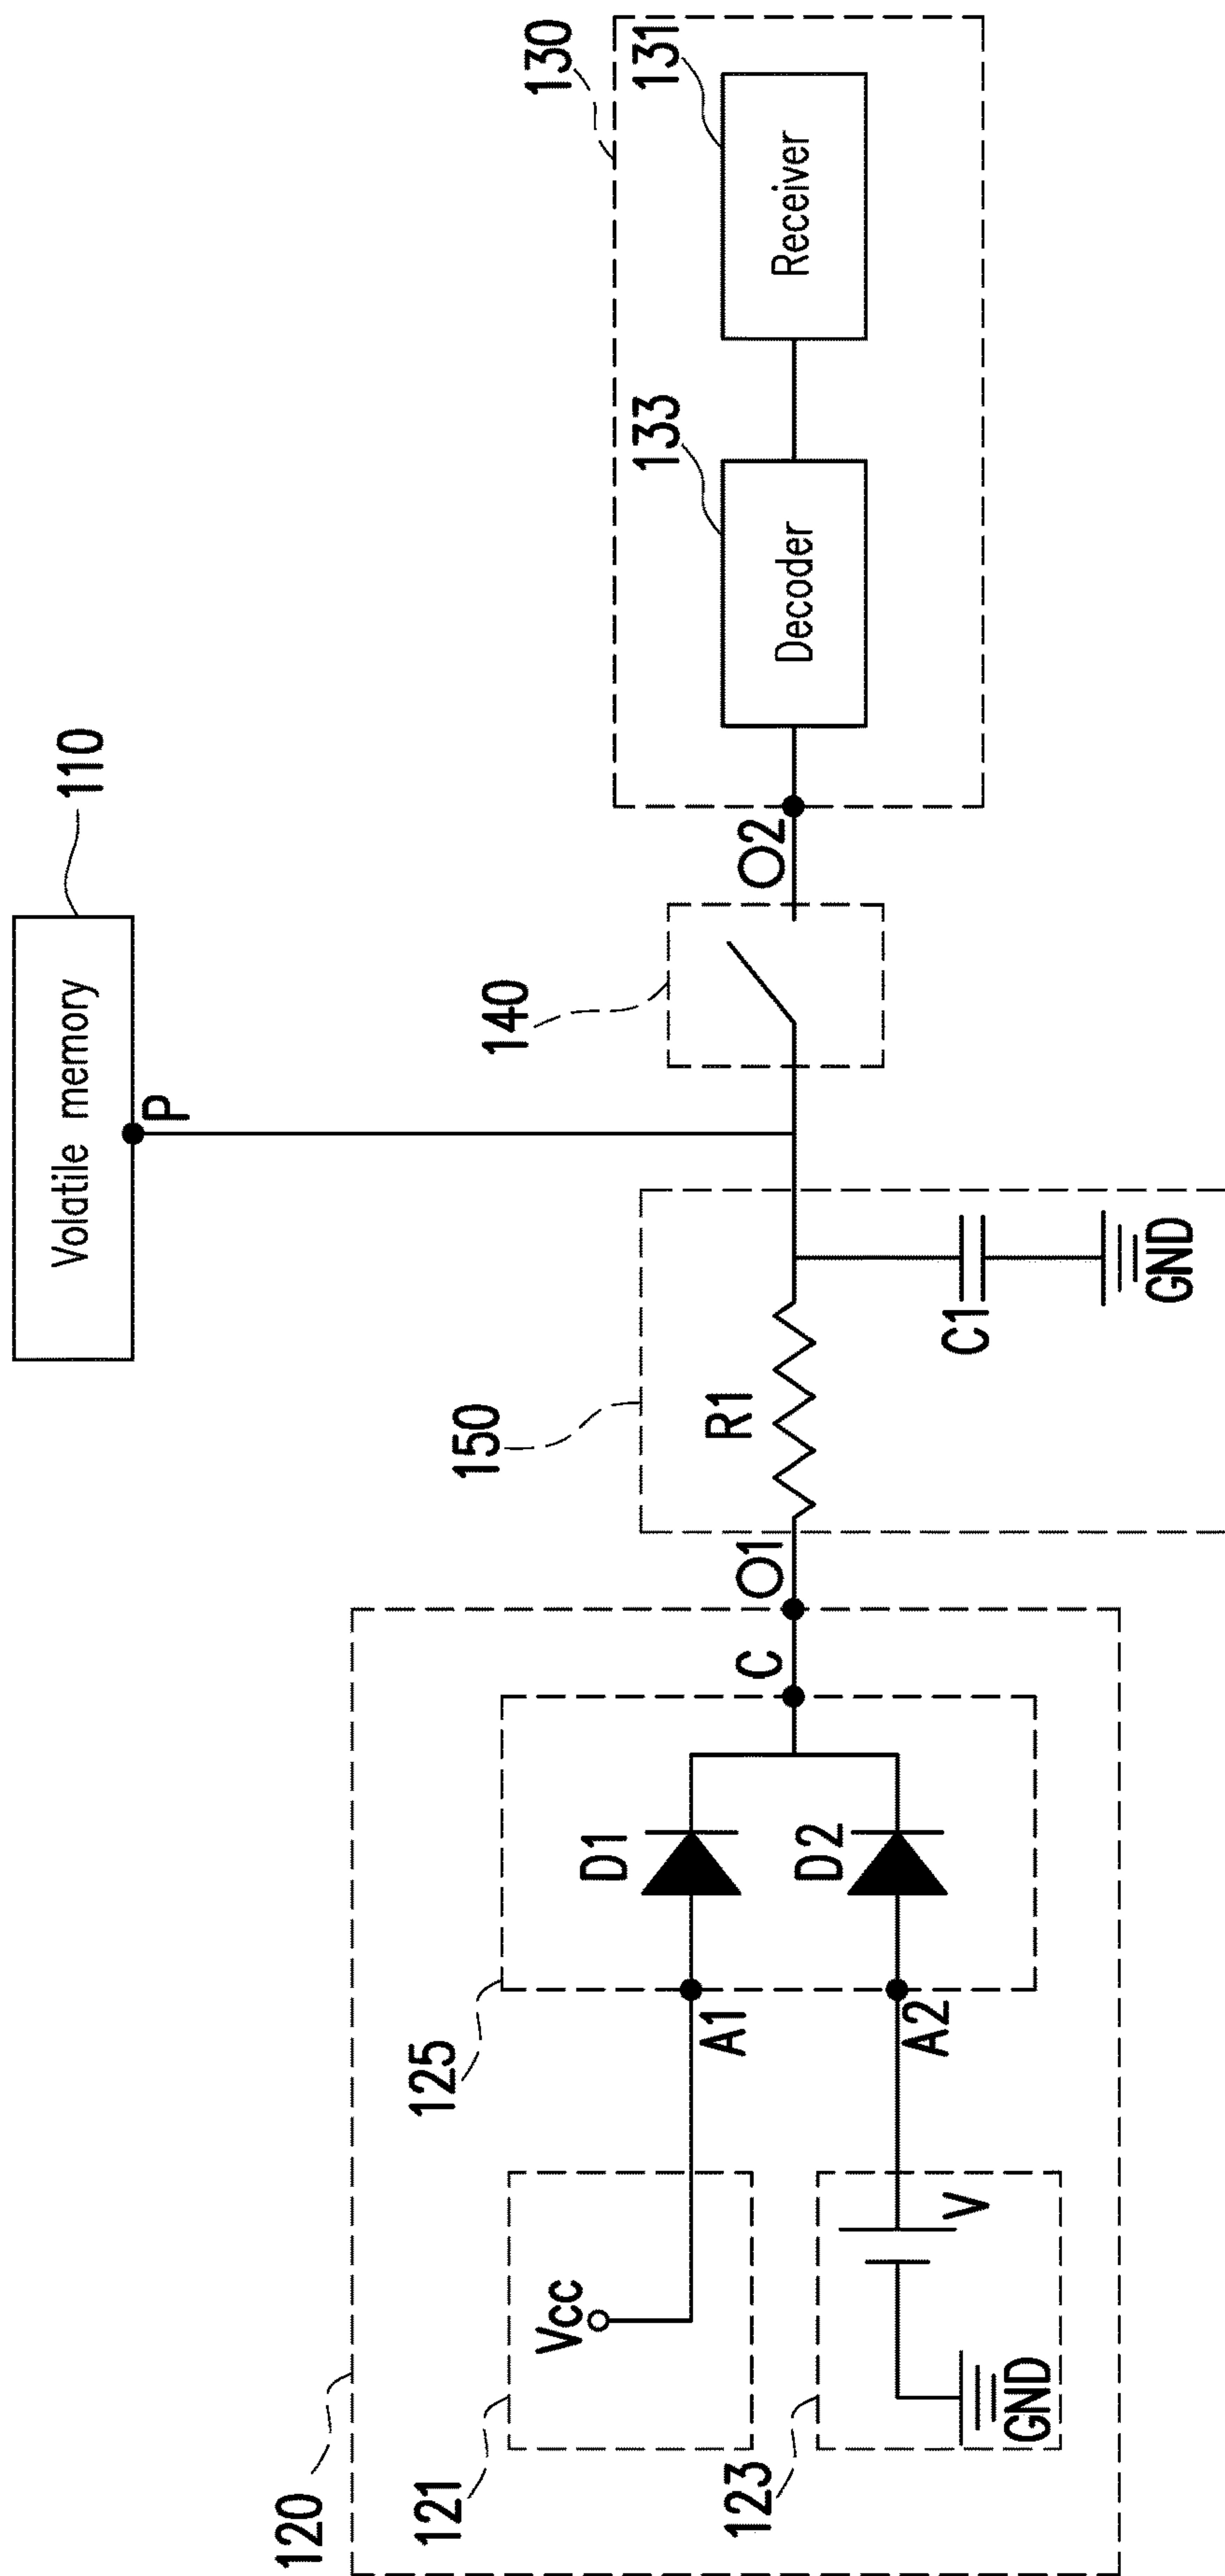 Volatile memory
110
P
120
121
Vcc
123
V
GND
125
A1
A2
D1
D2
C
O1
150
R1
C1
GND
140
O2
130
133
Decoder
131
Receiver